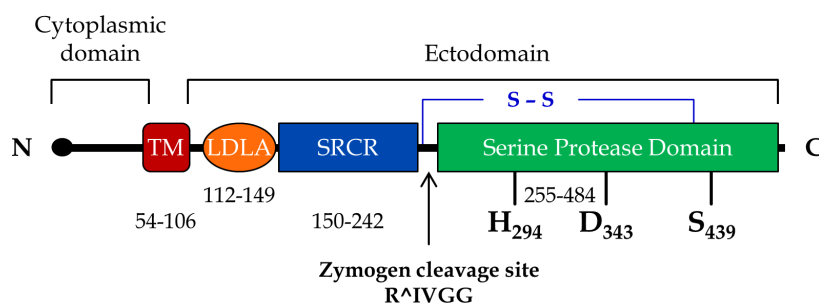 Cytoplasmic
domain
Ectodomain
S – S
N
TM
LDLA
SRCR
Serine Protease Domain
C
112-149
255-484
54-106
150-242
H294
D343
S439
Zymogen cleavage site
R^IVGG